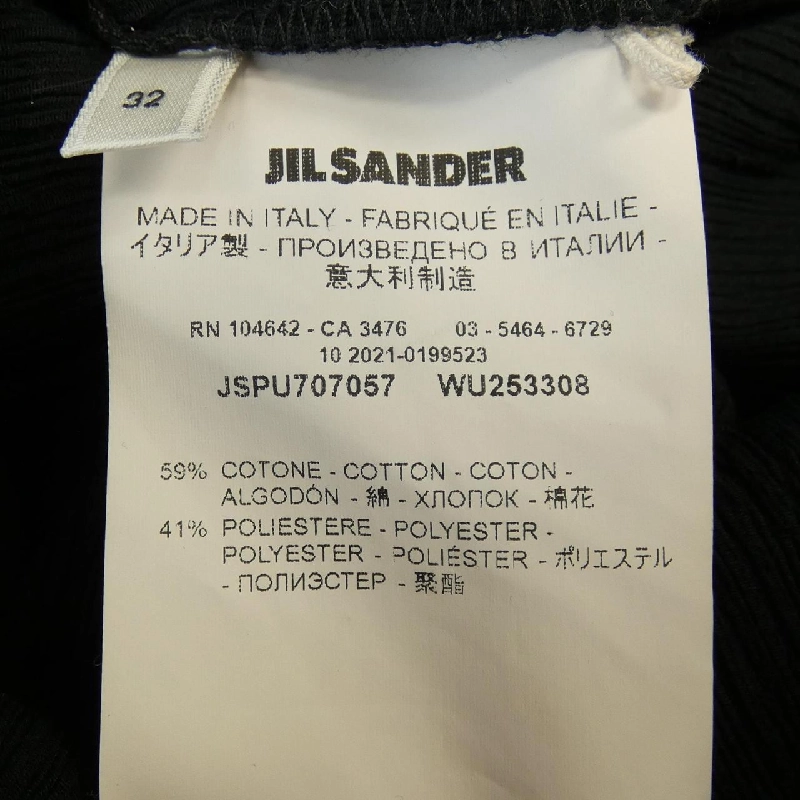 32
JIL SANDER
MADE IN ITALY - FABRIQUÉ EN ITALIE -
イタリア製 - ПРОИЗВЕДЕНО В ИТАЛИИ -
意大利制造
RN 104642 - CA 3476 03 - 5464 - 6729
10 2021-0199523
JSPU707057 WU253308
59% COTONE - COTTON - COTON -
ALGODÓN - 綿 - ХЛОПОК - 棉花
41% POLIESTERE - POLYESTER -
POLYESTER - POLIÉSTER - ポリエステル
- ПОЛИЭСТЕР - 聚酯